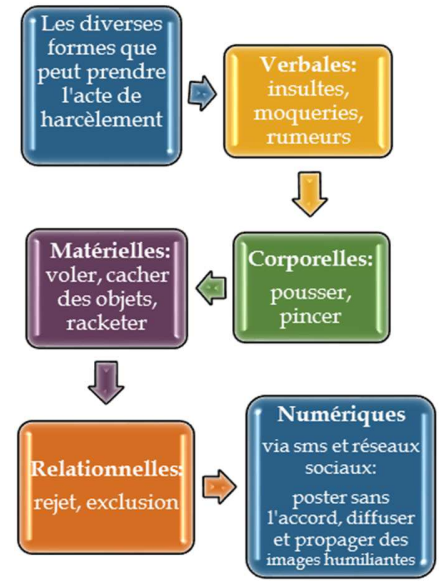 Les diverses
formes que
peut prendre
l'acte de
harcèlement
Verbales:
insultes,
moqueries,
rumeurs
Corporelles:
pousser,
pincer
Matérielles:
voler, cacher
des objets,
racketer
Relationnelles:
rejet, exclusion
Numériques
via sms et réseaux
sociaux:
poster sans
l'accord, diffuser
et propager des
images humiliantes